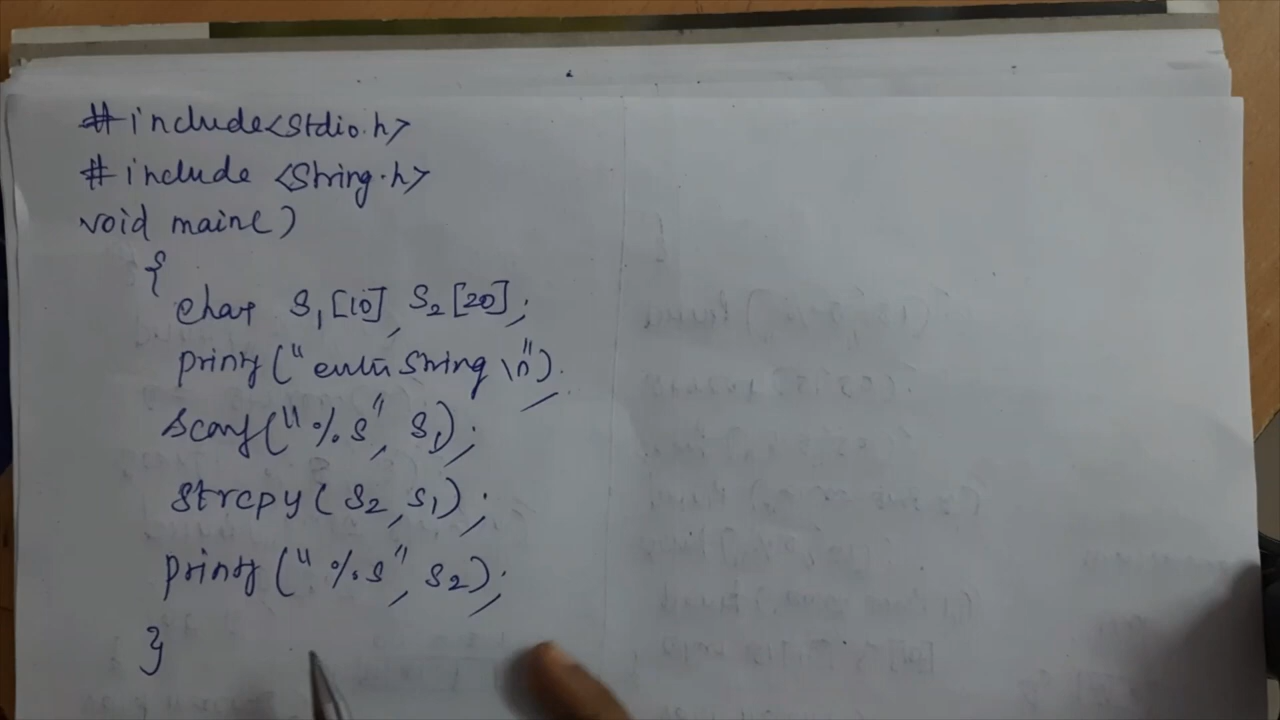 #include<stdio.h>
#include <string.h>
void main()
{
char s1[10], s2[20];
printf("enter string \n");
scanf("%s", s1);
strcpy(s2, s1);
printf("%s", s2);
}